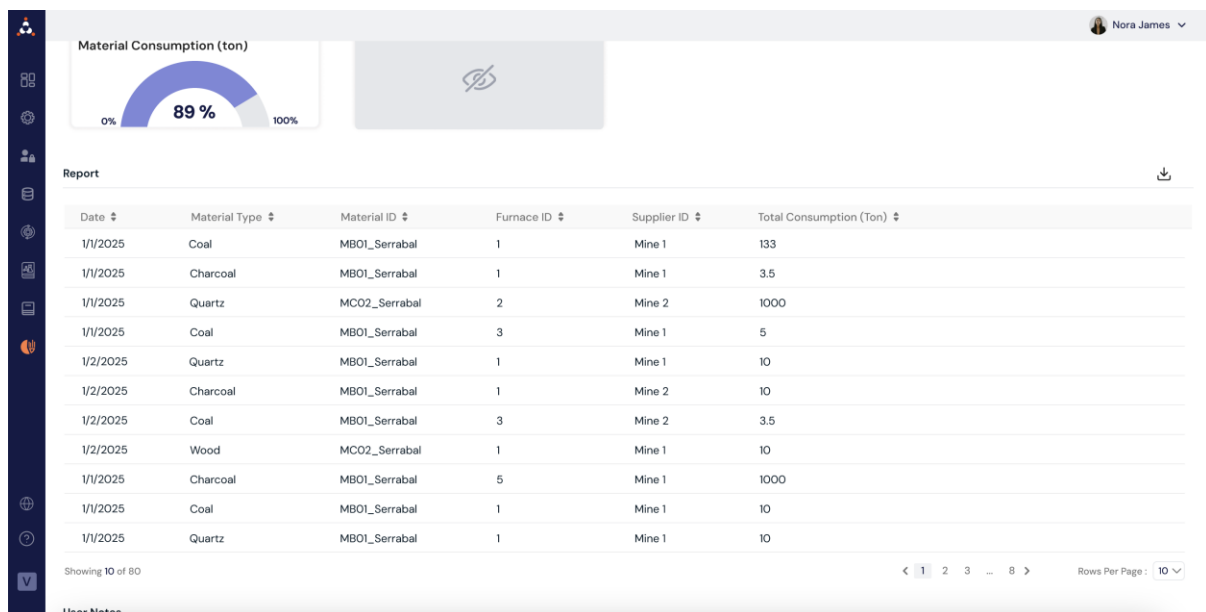 Nora James
Material Consumption (ton)
89 %
0% 100%
Report
Date Material Type Material ID Furnace ID Supplier ID Total Consumption (Ton)
1/1/2025 Coal MB01_Serrabal 1 Mine 1 133
1/1/2025 Charcoal MB01_Serrabal 1 Mine 1 3.5
1/1/2025 Quartz MC02_Serrabal 2 Mine 2 1000
1/1/2025 Coal MB01_Serrabal 3 Mine 1 5
1/2/2025 Quartz MB01_Serrabal 1 Mine 1 10
1/2/2025 Charcoal MB01_Serrabal 1 Mine 2 10
1/2/2025 Coal MB01_Serrabal 3 Mine 2 3.5
1/2/2025 Wood MC02_Serrabal 1 Mine 1 10
1/1/2025 Charcoal MB01_Serrabal 5 Mine 1 1000
1/1/2025 Coal MB01_Serrabal 1 Mine 1 10
1/1/2025 Quartz MB01_Serrabal 1 Mine 1 10
Showing 10 of 80 1 2 3 ... 8 Rows Per Page : 10
V
User Notes